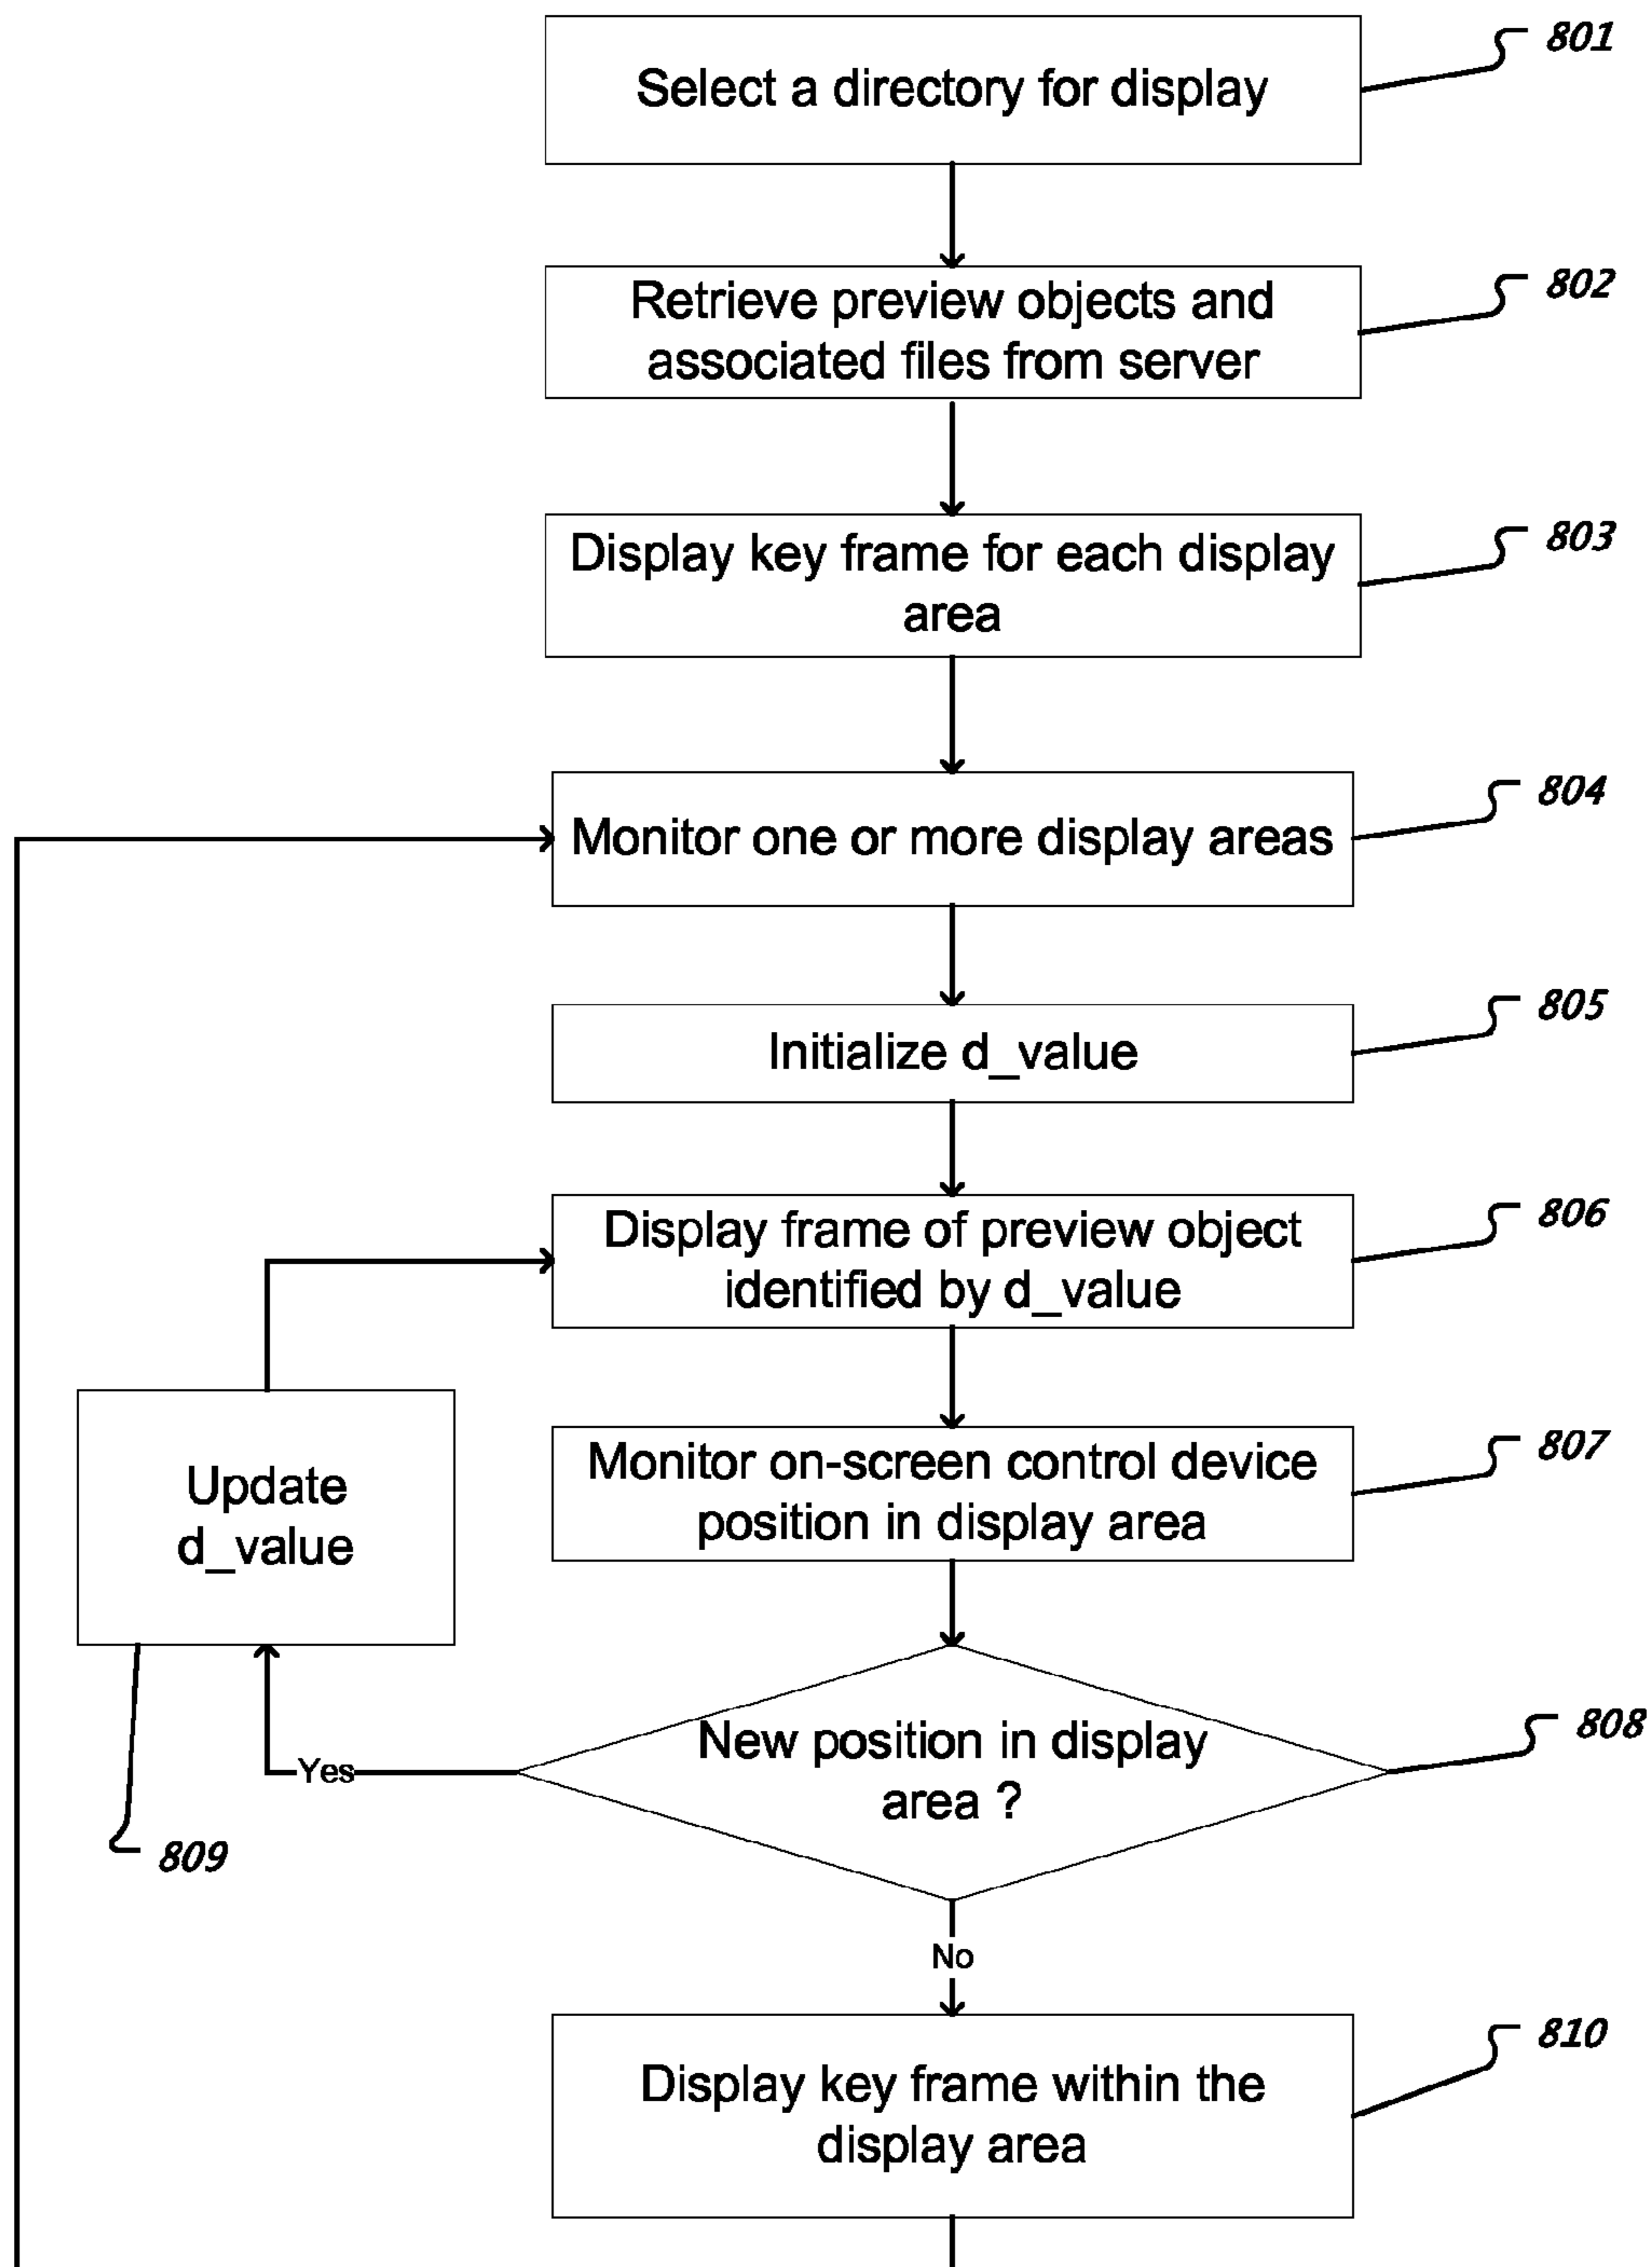 Select a directory for display
801
Retrieve preview objects and
associated files from server
802
Display key frame for each display
area
803
Monitor one or more display areas
804
Initialize d_value
805
Display frame of preview object
identified by d_value
806
Update
d_value
809
Monitor on-screen control device
position in display area
807
New position in display
area ?
808
Yes
No
Display key frame within the
display area
810